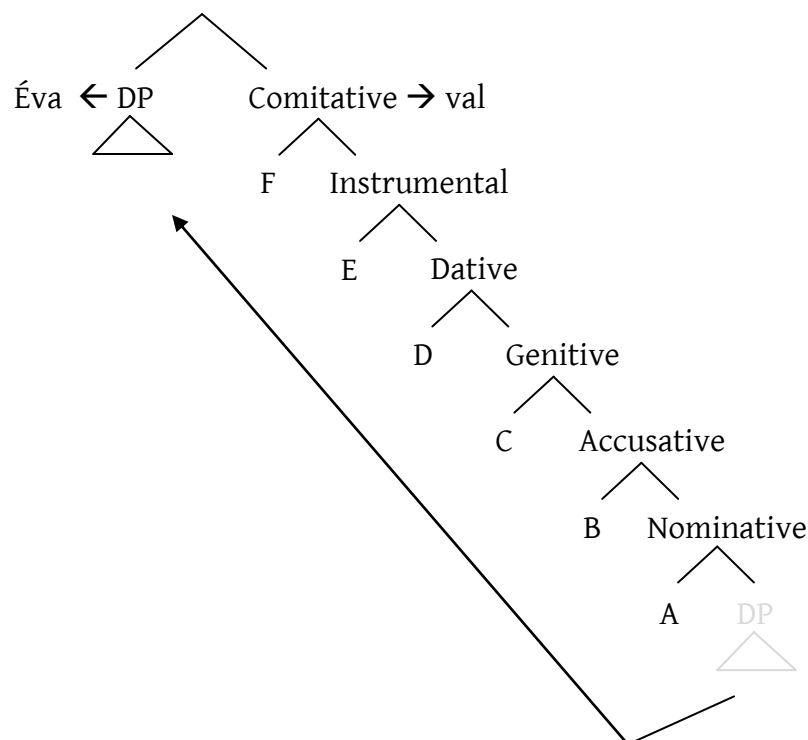 Éva ← DP Comitative → val
F Instrumental
E Dative
D Genitive
C Accusative
B Nominative
A DP